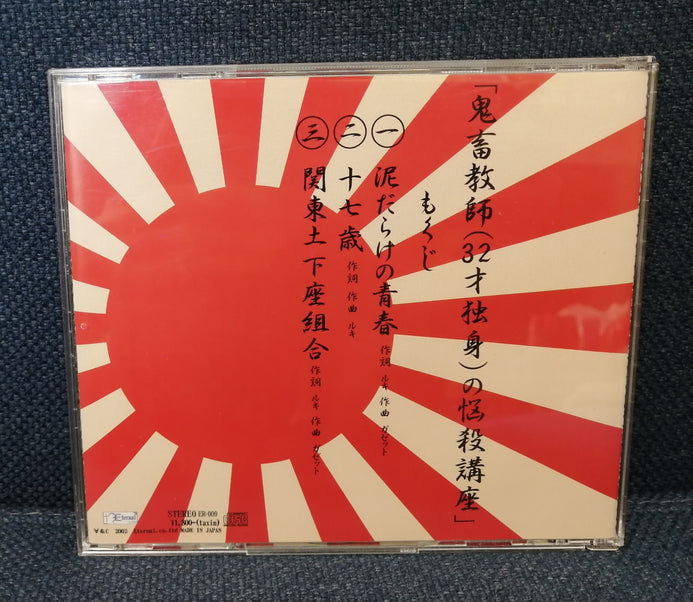 「鬼畜教師(32才独身)の悩殺講座」
もくじ
一 泥だらけの青春 作詞 ルキ 作曲 ガゼット
二 十七歳 作詞 作曲 ルキ
三 関東土下座組合 作詞 ルキ 作曲 ガゼット
Eternal
STEREO ER-009
¥1,800-(taxin)
2002 Eternal.co.ltd MADE IN JAPAN